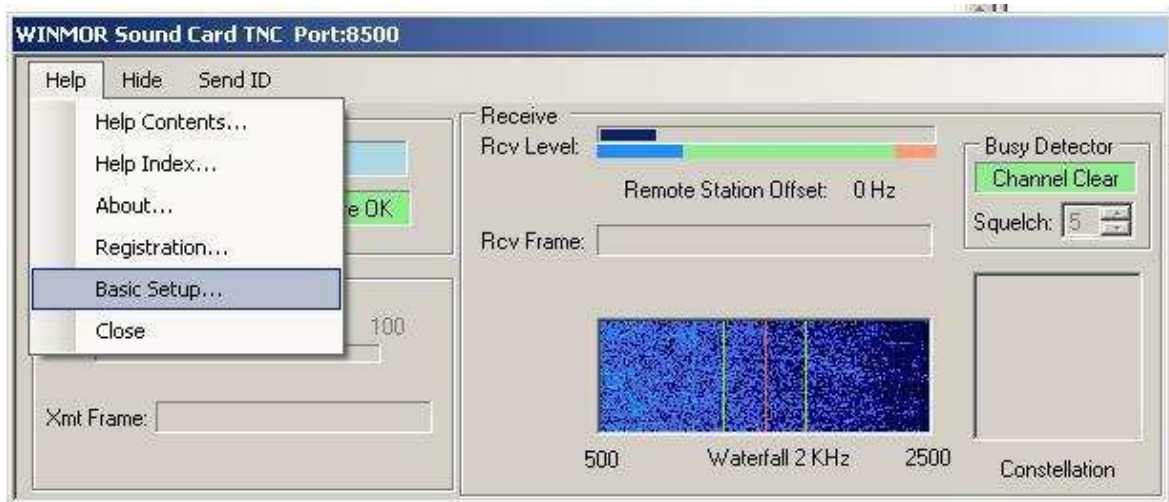 WINMOR Sound Card TNC Port:8500
Help Hide Send ID
Help Contents...
Help Index...
About...
Registration...
Basic Setup...
Close
OK
100
Xmt Frame:
Receive
Rcv Level:
Remote Station Offset: 0 Hz
Rcv Frame:
500 Waterfall 2 KHz 2500
Busy Detector
Channel Clear
Squelch: 5
Constellation